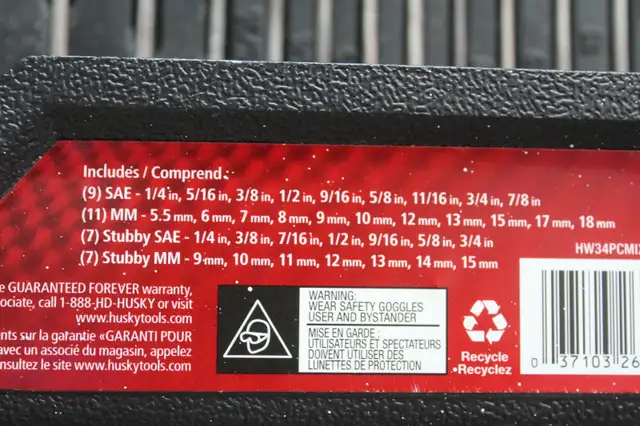 Includes / Comprend:
(9) SAE - 1/4 in, 5/16 in, 3/8 in, 1/2 in, 9/16 in, 5/8 in, 11/16 in, 3/4 in, 7/8 in
(11) MM - 5.5 mm, 6 mm, 7 mm, 8 mm, 9 mm, 10 mm, 12 mm, 13 mm, 15 mm, 17 mm, 18 mm
(7) Stubby SAE - 1/4 in, 3/8 in, 7/16 in, 1/2 in, 9/16 in, 5/8 in, 3/4 in
(7) Stubby MM - 9 mm, 10 mm, 11 mm, 12 mm, 13 mm, 14 mm, 15 mm
HW34PCMI
GUARANTEED FOREVER warranty,
call 1-888-HD-HUSKY or visit
www.huskytools.com
sur la garantie «GARANTI POUR
avec un associé du magasin, appelez
le site www.huskytools.com
WARNING:
WEAR SAFETY GOGGLES
USER AND BYSTANDER
MISE EN GARDE :
UTILISATEURS ET SPECTATEURS
DOIVENT UTILISER DES
LUNETTES DE PROTECTION
Recycle
Recyclez
0 37103 26